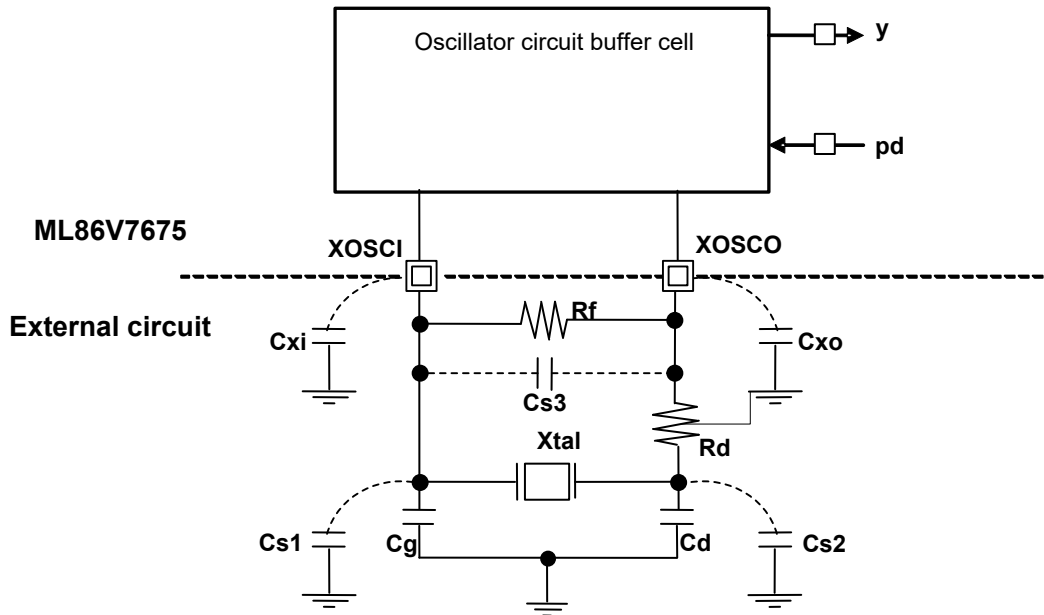 Oscillator circuit buffer cell
y
pd
ML86V7675
XOSCI
XOSCO
External circuit
Rf
Cxi
Cxo
Cs3
Xtal
Rd
Cs1
Cg
Cd
Cs2